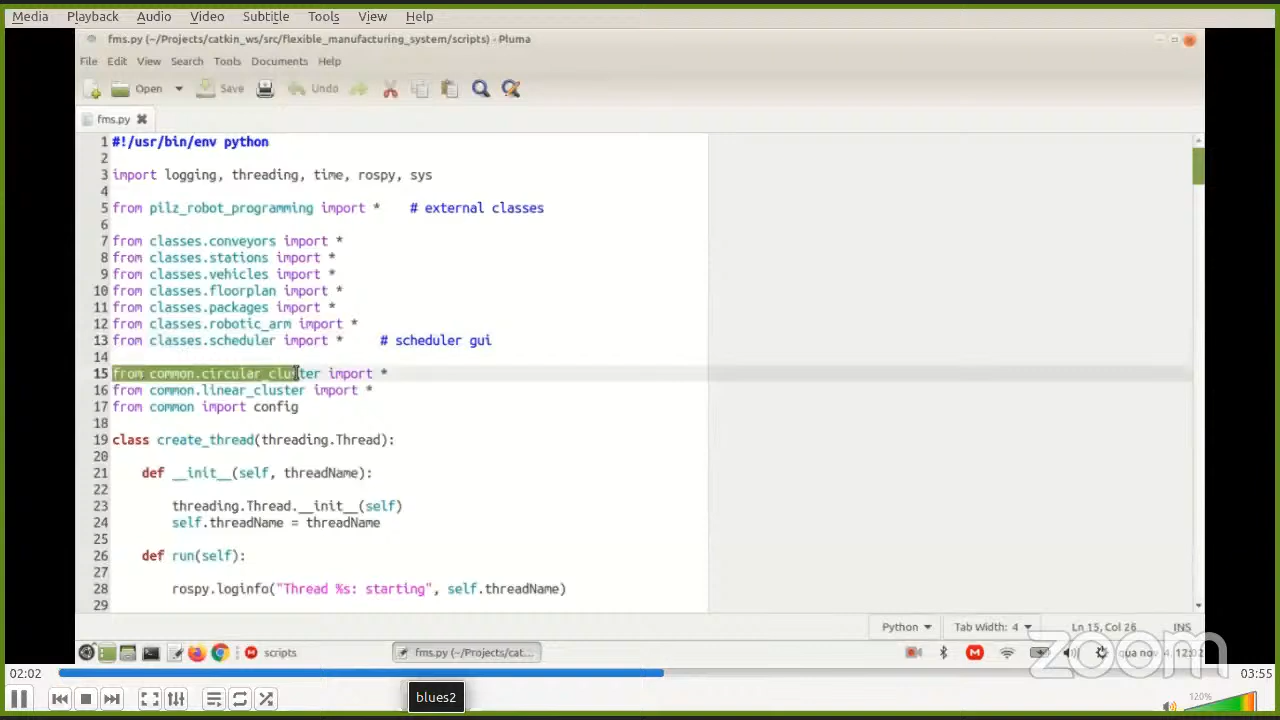 Media Playback Audio Video Subtitle Tools View Help
fms.py (~/Projects/catkin_ws/src/flexible_manufacturing_system/scripts) - Pluma
File Edit View Search Tools Documents Help
Open Save Undo
fms.py
1 #!/usr/bin/env python
2
3 import logging, threading, time, rospy, sys
4
5 from pilz_robot_programming import * # external classes
6
7 from classes.conveyors import *
8 from classes.stations import *
9 from classes.vehicles import *
10 from classes.floorplan import *
11 from classes.packages import *
12 from classes.robotic_arm import *
13 from classes.scheduler import * # scheduler gui
14
15 from common.circular_cluster import *
16 from common.linear_cluster import *
17 from common import config
18
19 class create_thread(threading.Thread):
20
21 def __init__(self, threadName):
22
23 threading.Thread.__init__(self)
24 self.threadName = threadName
25
26 def run(self):
27
28 rospy.loginfo("Thread %s: starting", self.threadName)
29
Python Tab Width: 4 Ln 15, Col 26 INS
scripts fms.py (~/Projects/cat... qua nov 4, 12:02
zoom
02:02 03:55
blues2 120%